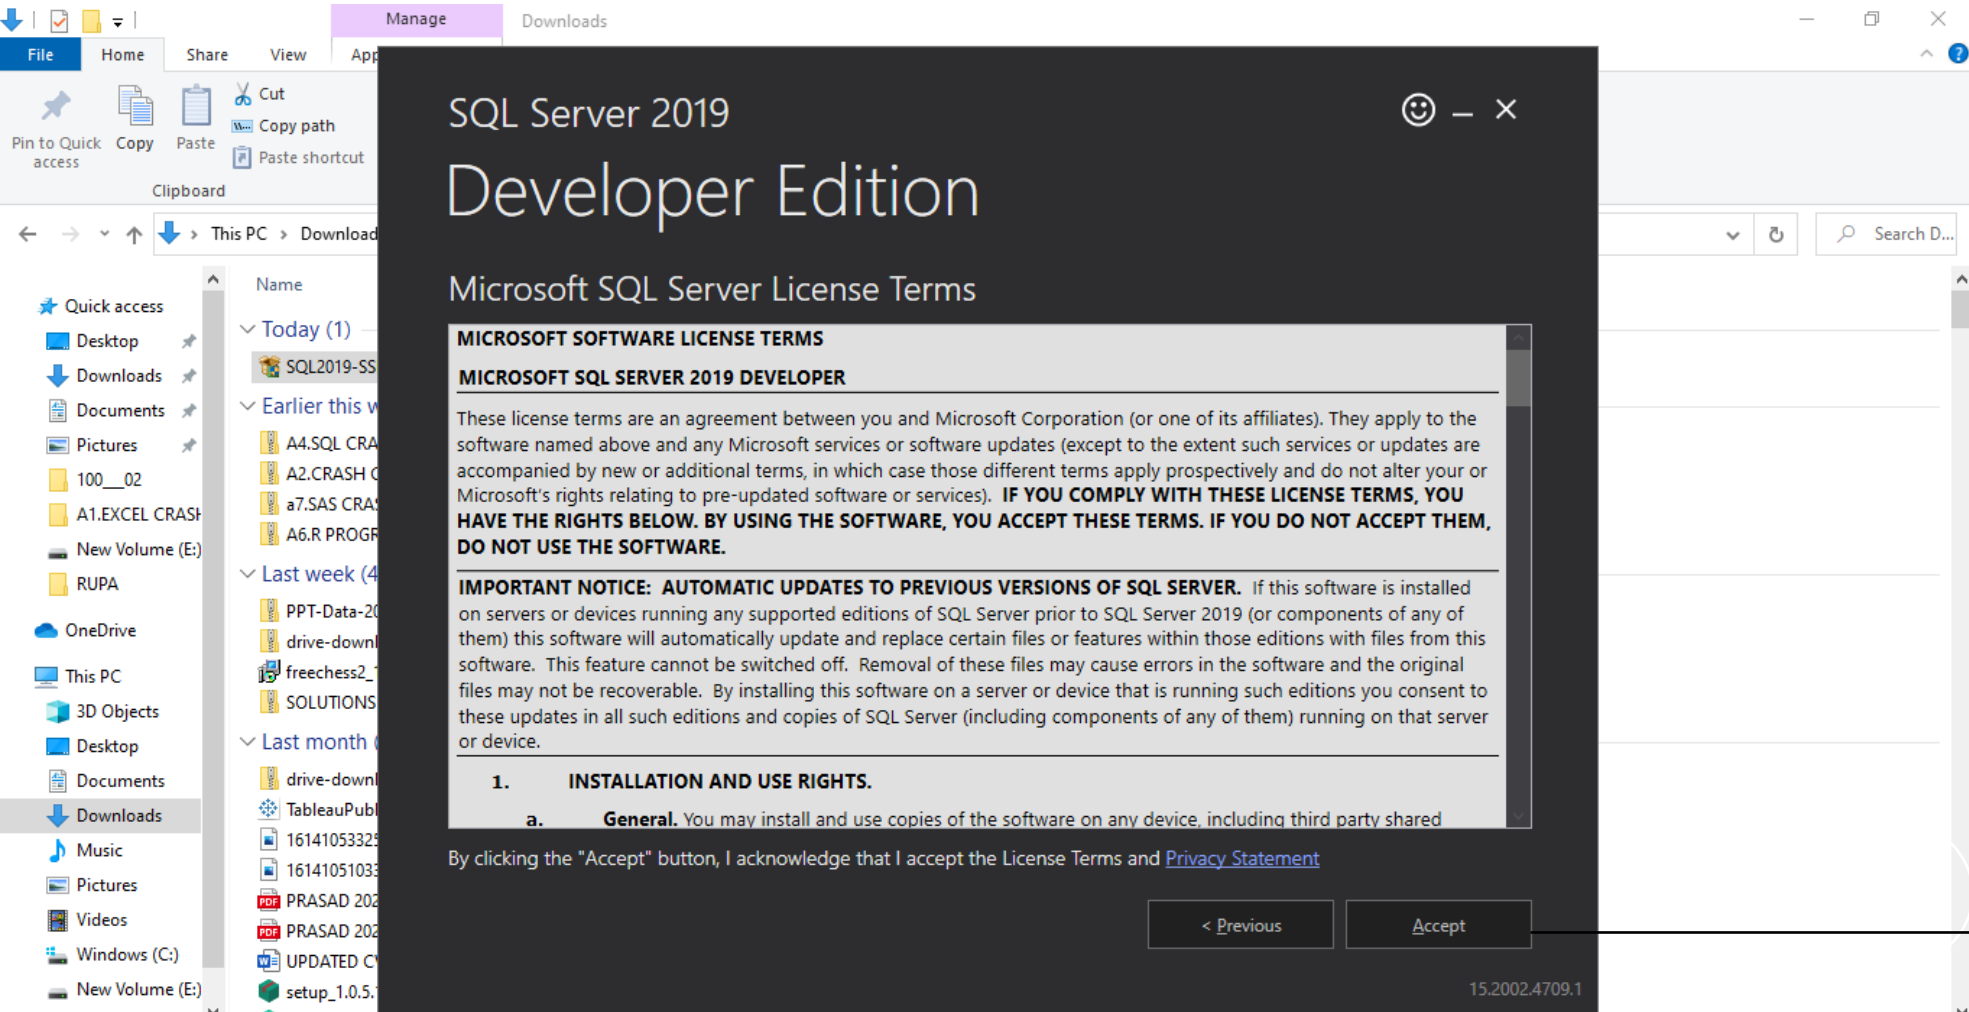 Manage
Downloads
File
Home
Share
View
App
Pin to Quick
access
Copy
Paste
Cut
Copy path
Paste shortcut
Clipboard
This PC > Download
Search D...
Name
Quick access
Desktop
Downloads
Documents
Pictures
100__02
A1.EXCEL CRASH
New Volume (E:)
RUPA
OneDrive
This PC
3D Objects
Desktop
Documents
Downloads
Music
Pictures
Videos
Windows (C:)
New Volume (E:)
Today (1)
SQL2019-SS
Earlier this w
A4.SQL CRA
A2.CRASH C
a7.SAS CRAS
A6.R PROGR
Last week (4
PPT-Data-20
drive-downl
freechess2_1
SOLUTIONS
Last month (
drive-downl
TableauPubl
16141053325
16141051033
PRASAD 202
PRASAD 202
UPDATED CV
setup_1.0.5.1
SQL Server 2019
Developer Edition
Microsoft SQL Server License Terms
MICROSOFT SOFTWARE LICENSE TERMS
MICROSOFT SQL SERVER 2019 DEVELOPER
These license terms are an agreement between you and Microsoft Corporation (or one of its affiliates). They apply to the
software named above and any Microsoft services or software updates (except to the extent such services or updates are
accompanied by new or additional terms, in which case those different terms apply prospectively and do not alter your or
Microsoft's rights relating to pre-updated software or services). IF YOU COMPLY WITH THESE LICENSE TERMS, YOU
HAVE THE RIGHTS BELOW. BY USING THE SOFTWARE, YOU ACCEPT THESE TERMS. IF YOU DO NOT ACCEPT THEM,
DO NOT USE THE SOFTWARE.
IMPORTANT NOTICE: AUTOMATIC UPDATES TO PREVIOUS VERSIONS OF SQL SERVER. If this software is installed
on servers or devices running any supported editions of SQL Server prior to SQL Server 2019 (or components of any of
them) this software will automatically update and replace certain files or features within those editions with files from this
software. This feature cannot be switched off. Removal of these files may cause errors in the software and the original
files may not be recoverable. By installing this software on a server or device that is running such editions you consent to
these updates in all such editions and copies of SQL Server (including components of any of them) running on that server
or device.
1. INSTALLATION AND USE RIGHTS.
a. General. You may install and use copies of the software on any device, including third party shared
By clicking the "Accept" button, I acknowledge that I accept the License Terms and Privacy Statement
< Previous
Accept
15.2002.4709.1